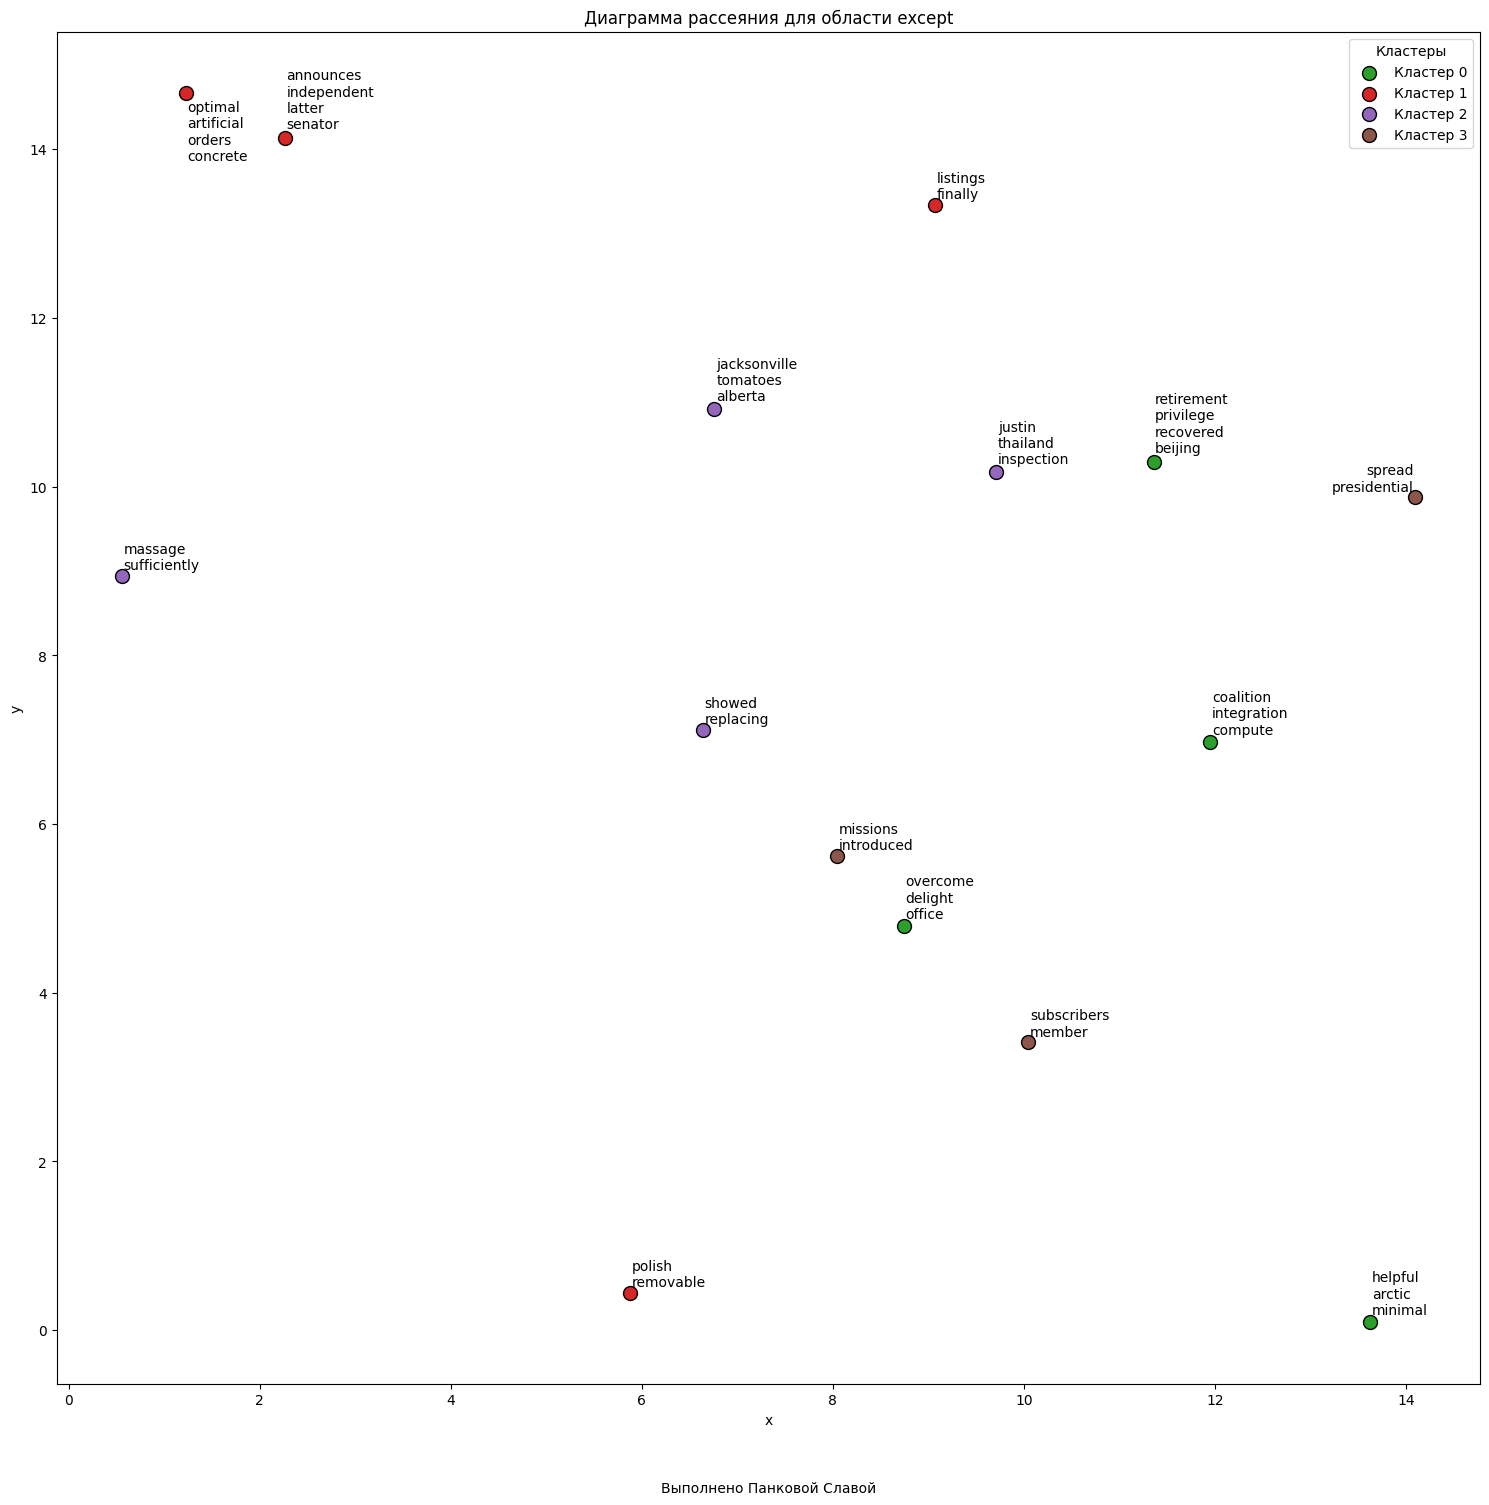 Диаграмма рассеяния для области except
Кластеры
Кластер 0
Кластер 1
Кластер 2
Кластер 3
optimal
artificial
orders
concrete
announces
independent
latter
senator
listings
finally
jacksonville
tomatoes
alberta
justin
thailand
inspection
retirement
privilege
recovered
beijing
spread
presidential
massage
sufficiently
showed
replacing
coalition
integration
compute
missions
introduced
overcome
delight
office
subscribers
member
polish
removable
helpful
arctic
minimal
14
12
10
8
6
4
2
0
y
0
2
4
6
8
10
12
14
x
Выполнено Панковой Славой